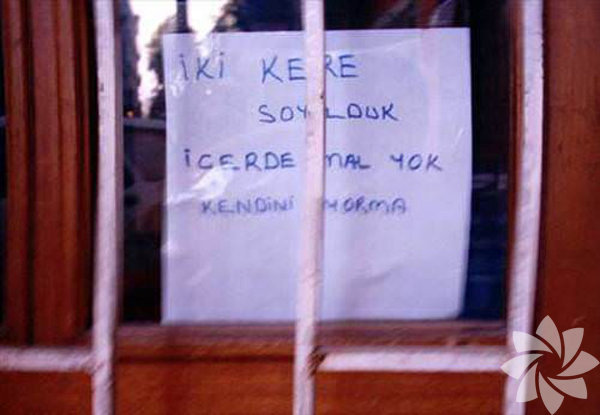 İKİ KERE
SOYULDUK
İCERDE MAL YOK
KENDİNİ YORMA